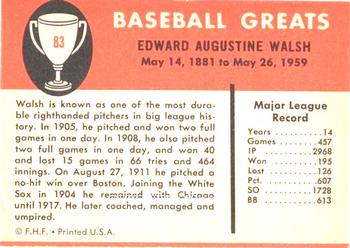 83
BASEBALL GREATS
EDWARD AUGUSTINE WALSH
May 14, 1881 to May 26, 1959
Walsh is known as one of the most dura-
ble righthanded pitchers in big league his-
tory. In 1905, he pitched and won two full
games in one day. In 1908, he also pitched
two full games in one day, and won 40
and lost 15 games in 66 tries and 464
innings. On August 27, 1911 he pitched a
no-hit win over Boston. Joining the White
Sox in 1904 he remained with Chicago
until 1917. He later coached, managed and
umpired.
© F.H.F. • Printed U.S.A.
Major League
Record
Years 14
Games 457
IP 2968
Won 195
Lost 126
Pct. 607
SO 1728
BB 613